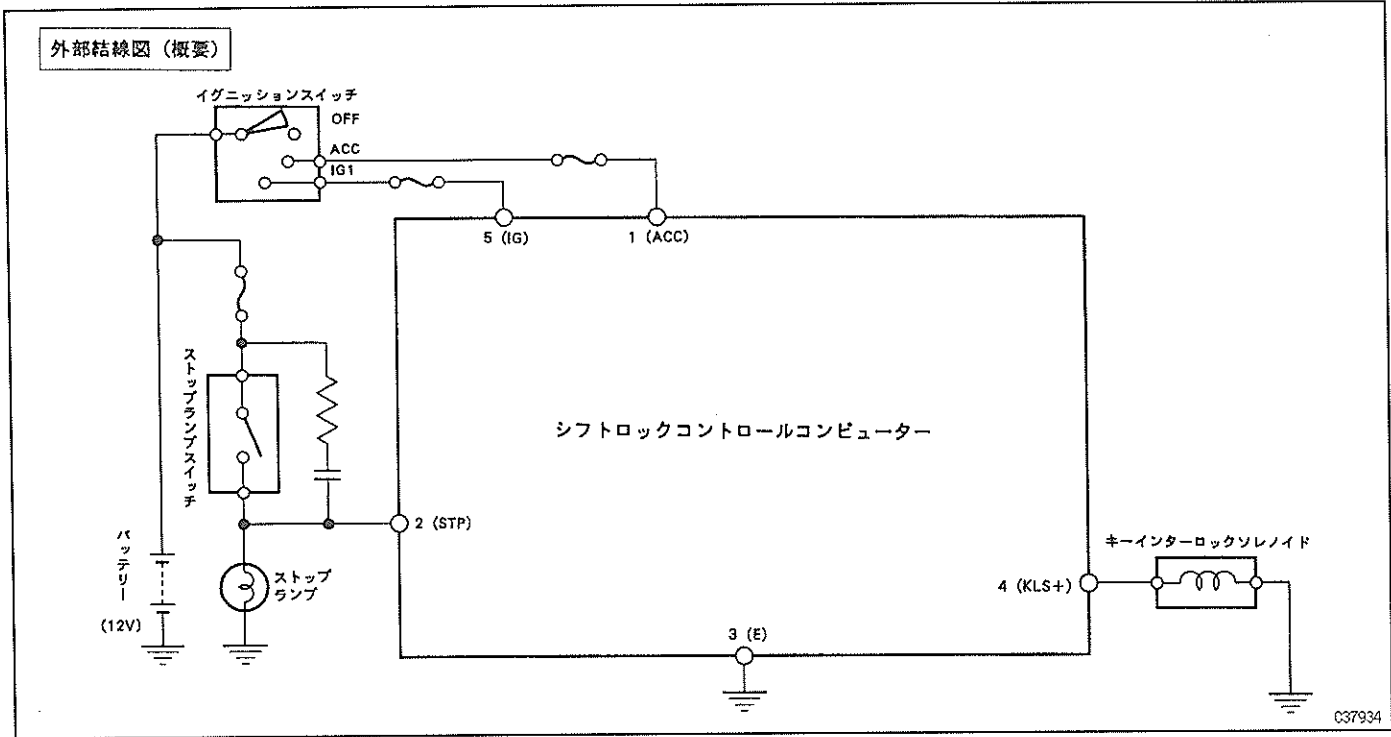 外部結線図 (概要)
イグニッションスイッチ
OFF
ACC
IG1
5 (IG)
1 (ACC)
ストップランプスイッチ
シフトロックコントロールコンピューター
2 (STP)
バッテリー
(12V)
ストップ
ランプ
キーインターロックソレノイド
4 (KLS+)
3 (E)
C37934